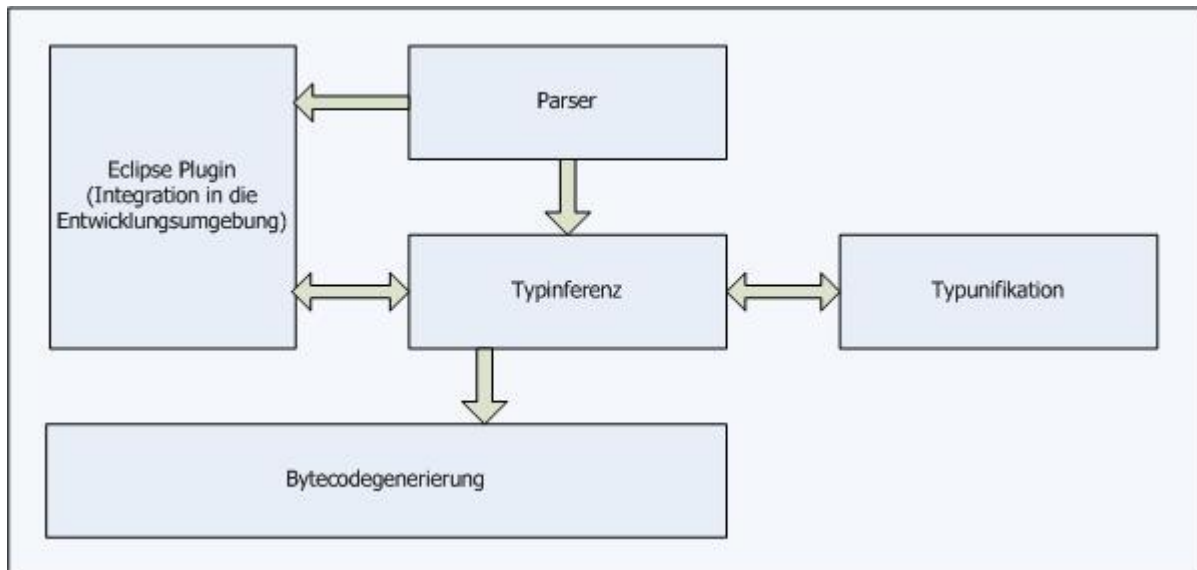 Parser
Eclipse Plugin
(Integration in die
Entwicklungsumgebung)
Typinferenz
Typunifikation
Bytecodegenerierung